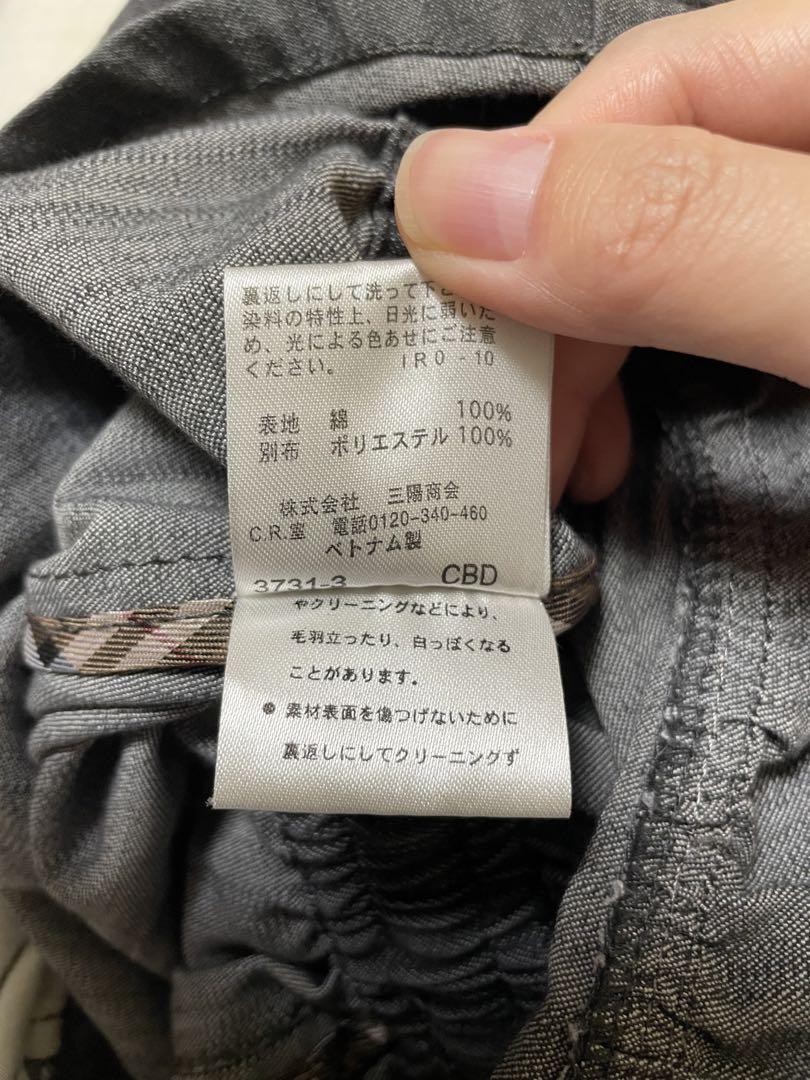 裏返しにして洗って下さ
染料の特性上、日光に弱いた
め、光による色あせにご注意
ください。 IRO-10
表地 綿 100%
別布 ポリエステル 100%
株式会社 三陽商会
C.R.室 電話0120-340-460
ベトナム製
3731-3 CBD
やクリーニングなどにより、
毛羽立ったり、白っぽくなる
ことがあります。
● 素材表面を傷つけないために
裏返しにしてクリーニングず